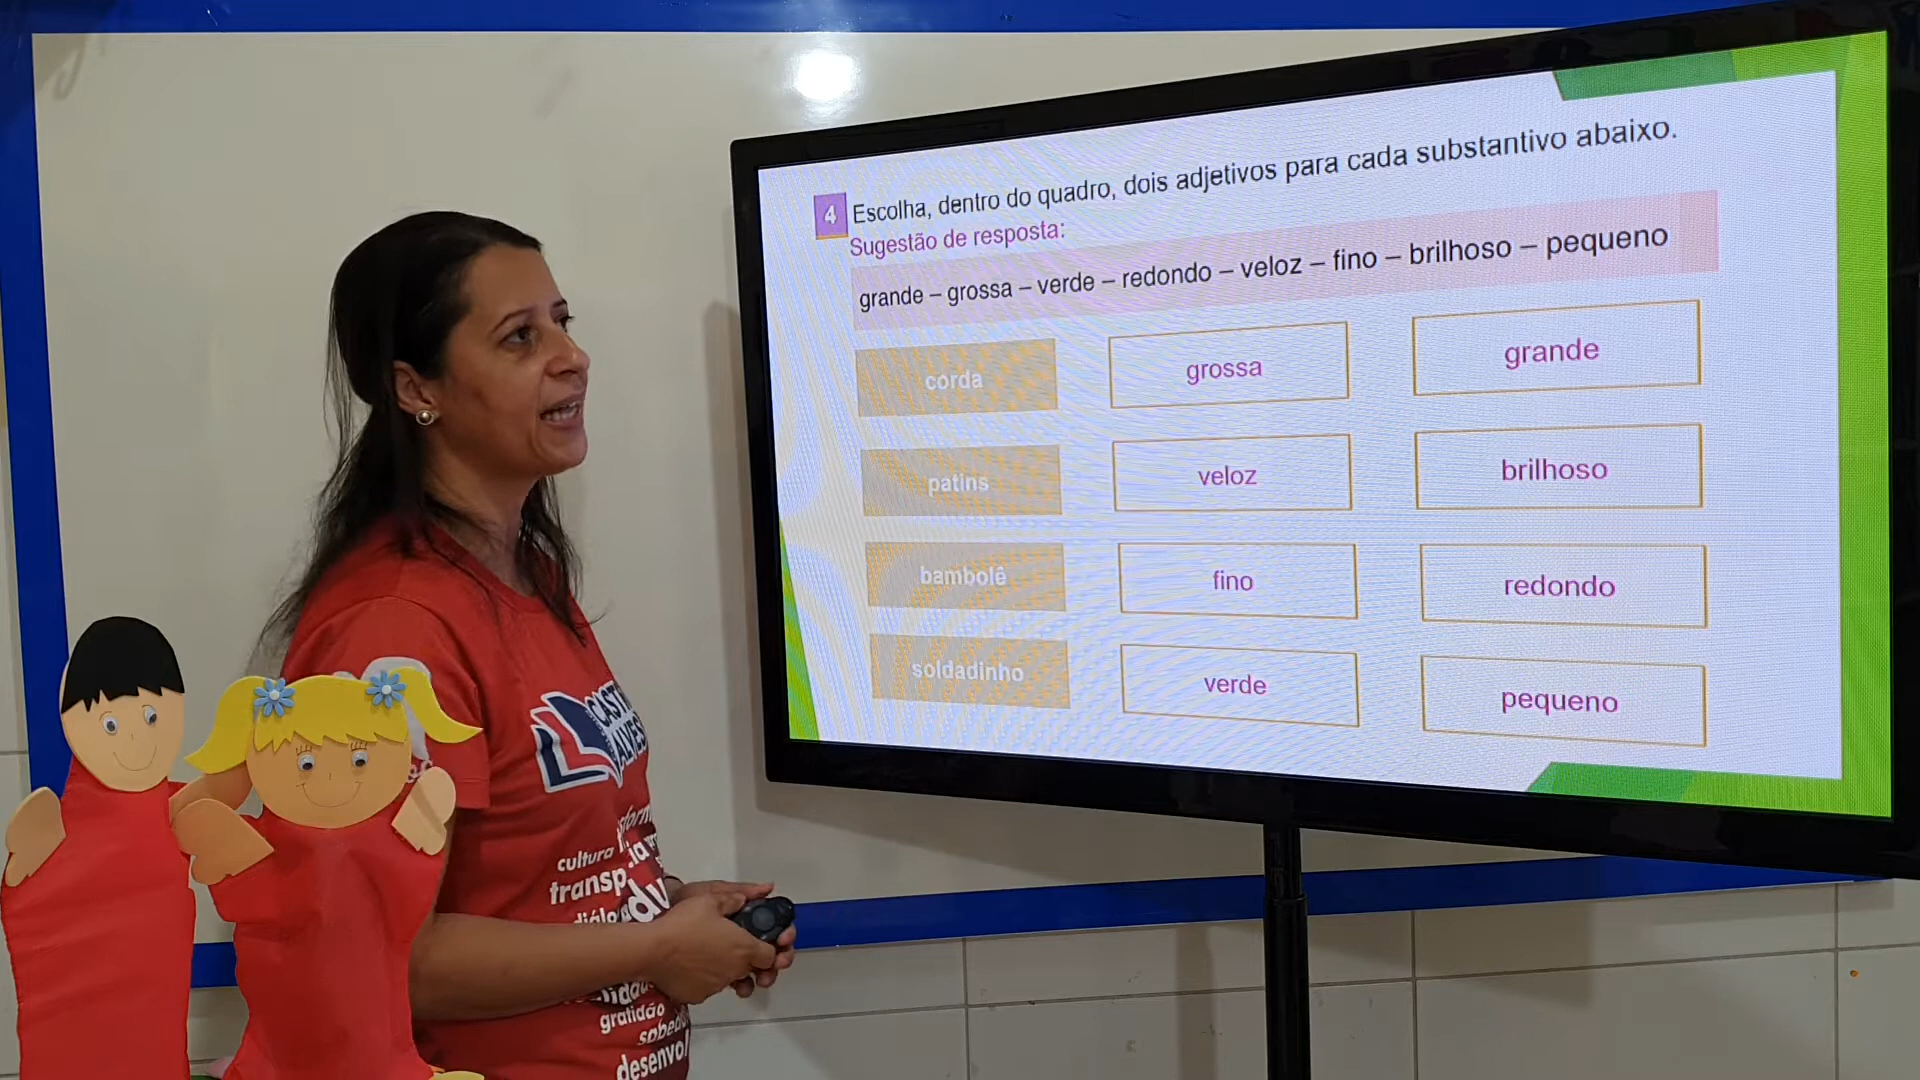 4 Escolha, dentro do quadro, dois adjetivos para cada substantivo abaixo.
Sugestão de resposta:
grande – grossa – verde – redondo – veloz – fino – brilhoso – pequeno
corda grossa grande
patins veloz brilhoso
bambolê fino redondo
soldadinho verde pequeno
ALVES
cultura
transp
gratidão
desenvol